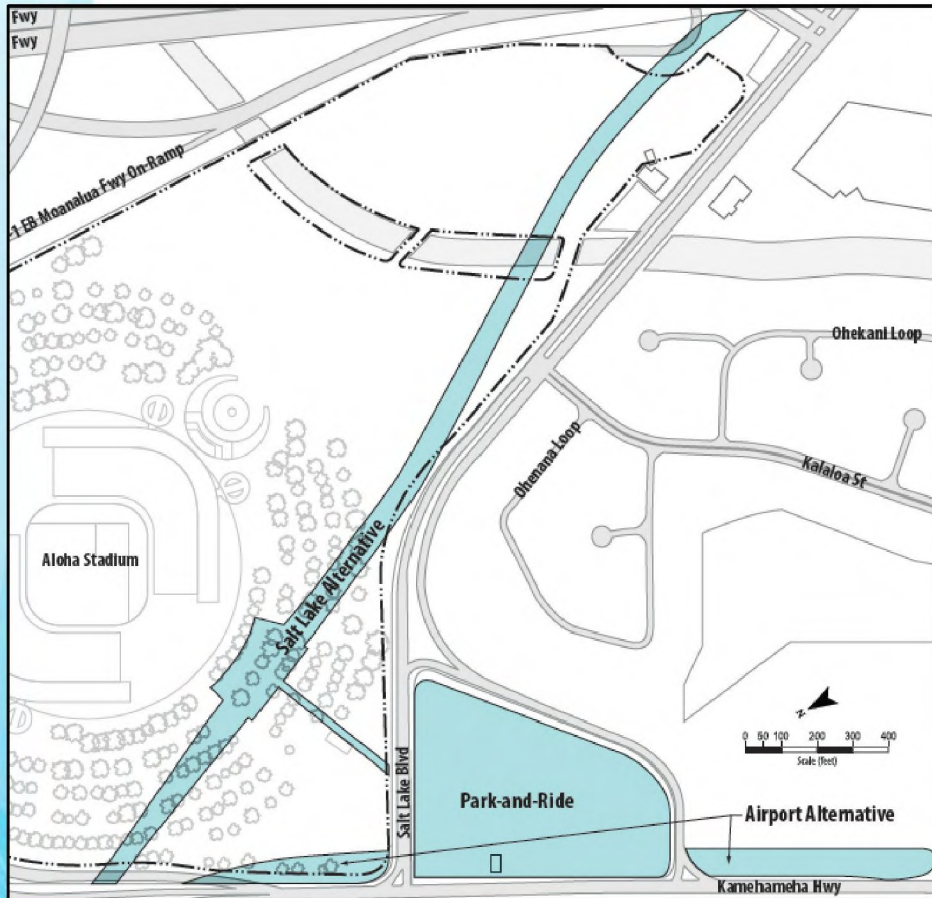 Fwy
Fwy
-1 EB Moanalua Fwy On-Ramp
Ohekani Loop
Ohenana Loop
Kalaloa St
Aloha Stadium
Salt Lake Alternative
N
0 50 100 200 300 400
Scale (feet)
Salt Lake Blvd
Park-and-Ride
Airport Alternative
Kamehameha Hwy